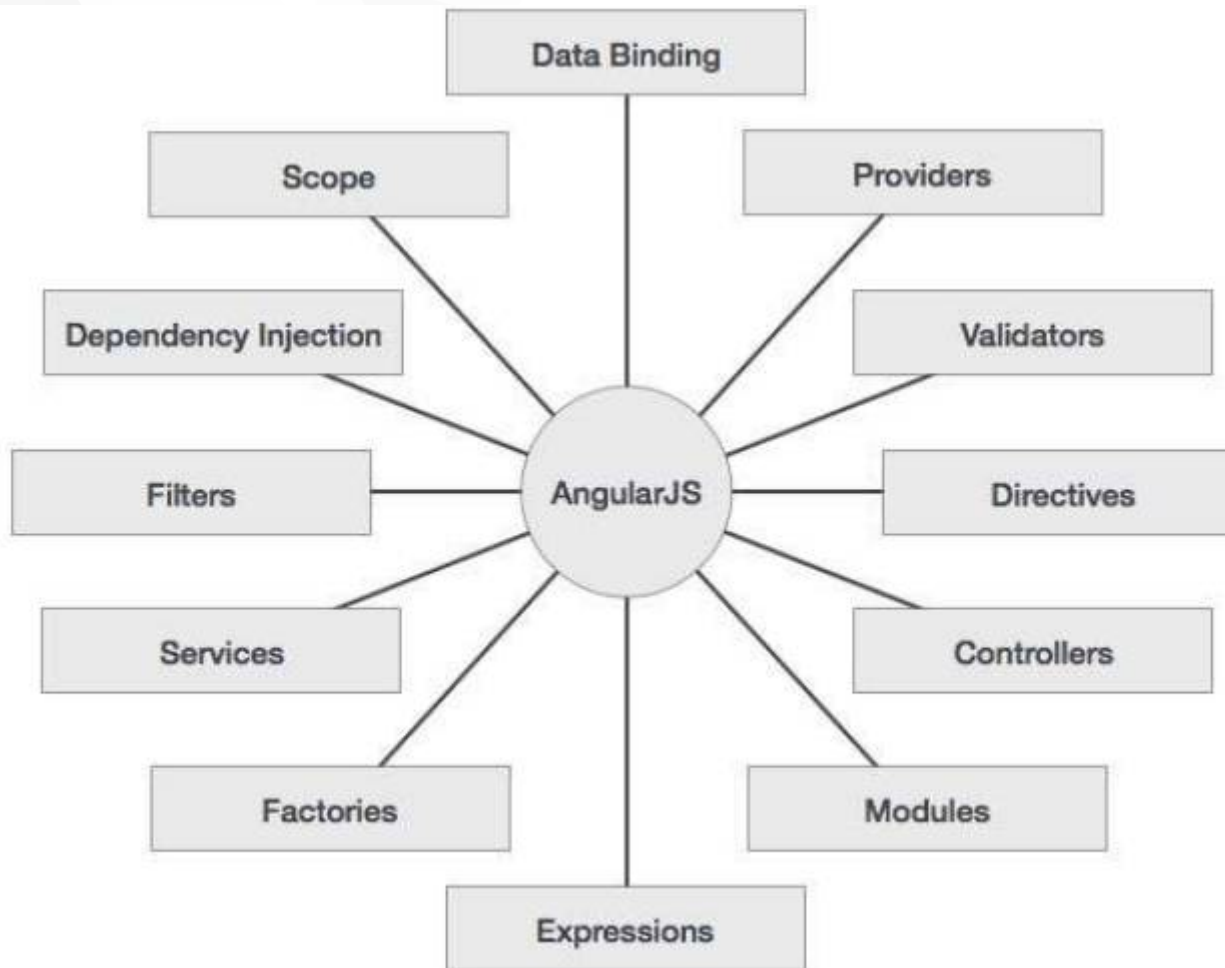 Data Binding
Scope
Providers
Dependency Injection
Validators
Filters
AngularJS
Directives
Services
Controllers
Factories
Modules
Expressions